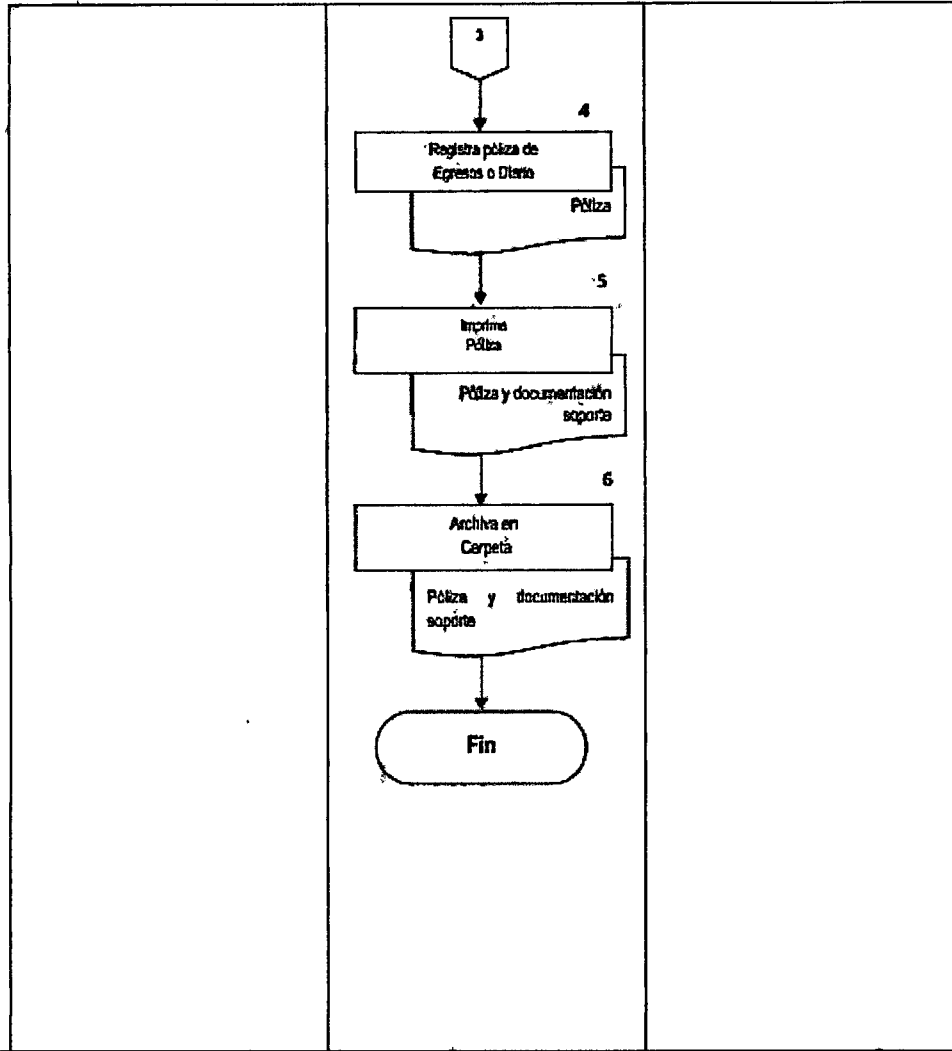 3
4
Registra póliza de
Egresos o Diario
Póliza
5
Imprime
Póliza
Póliza y documentación
soporte
6
Archiva en
Carpeta
Póliza y documentación
soporte
Fin